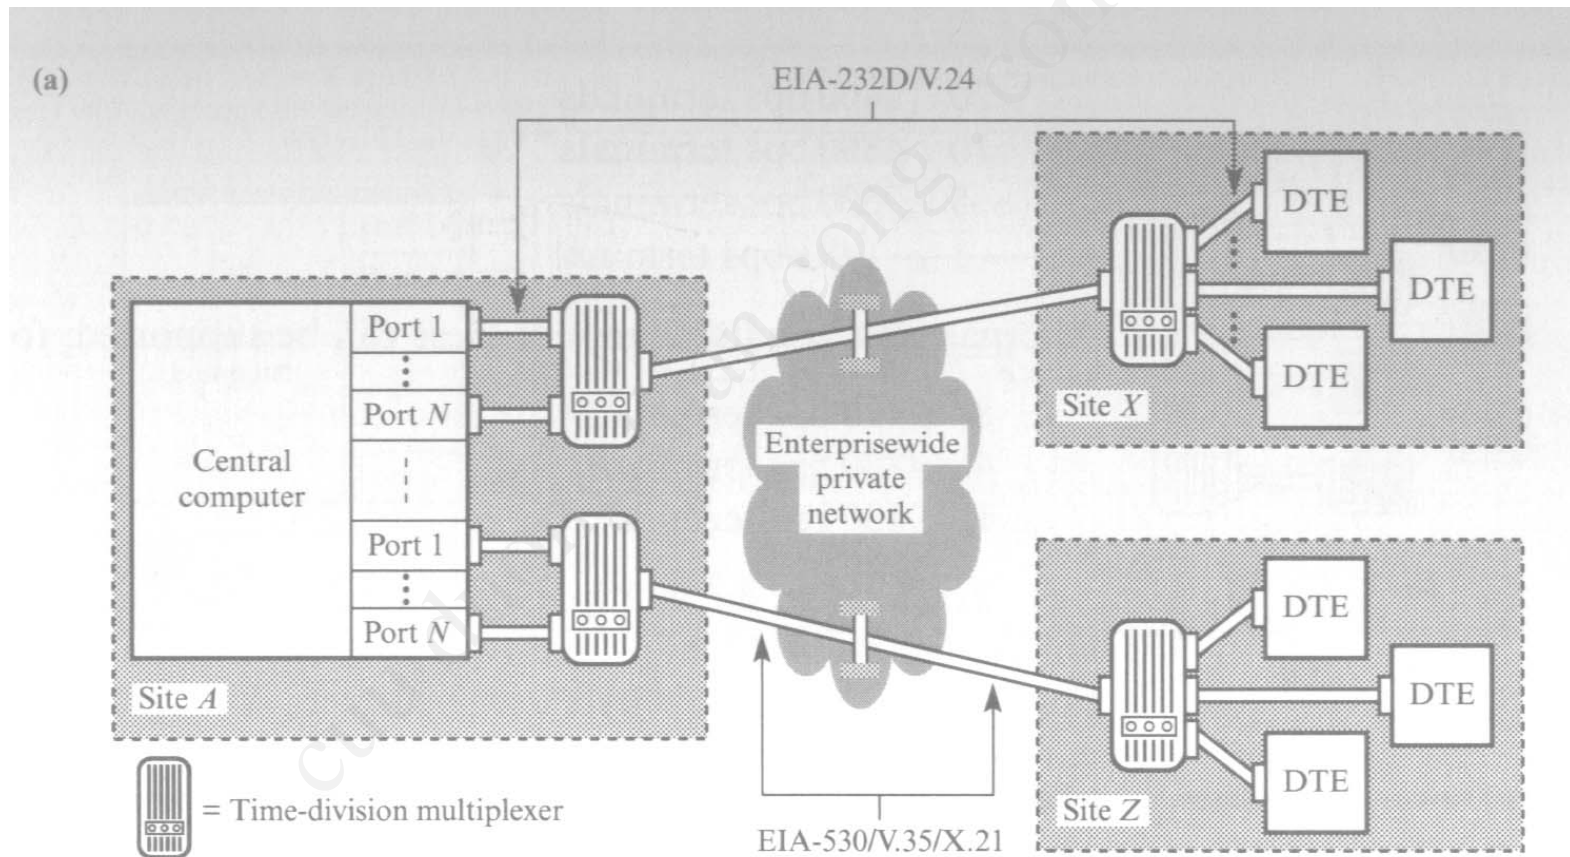 (a)
EIA-232D/V.24
DTE
DTE
DTE
Site X
Port 1
Port N
Central
computer
Port 1
Port N
Site A
Enterprisewide
private
network
DTE
DTE
DTE
Site Z
= Time-division multiplexer
EIA-530/V.35/X.21